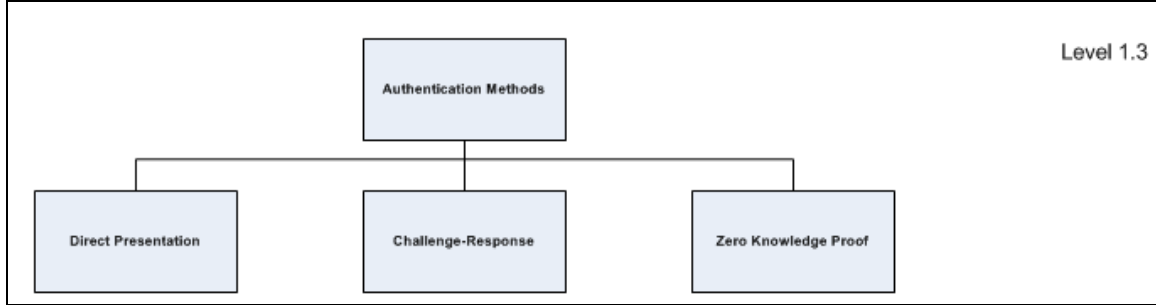 Level 1.3
Authentication Methods
Direct Presentation
Challenge-Response
Zero Knowledge Proof